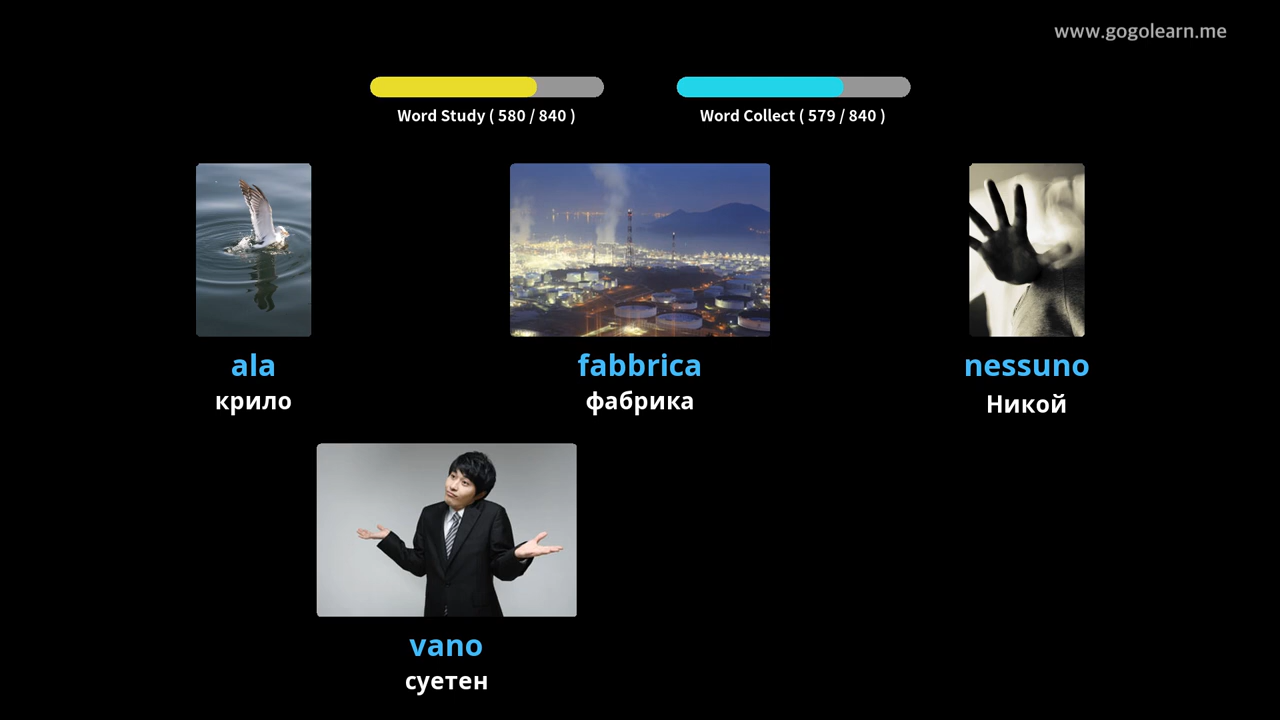 www.gogolearn.me
Word Study ( 580 / 840 )
Word Collect ( 579 / 840 )
ala
крило
fabbrica
фабрика
nessuno
Никой
vano
суетен